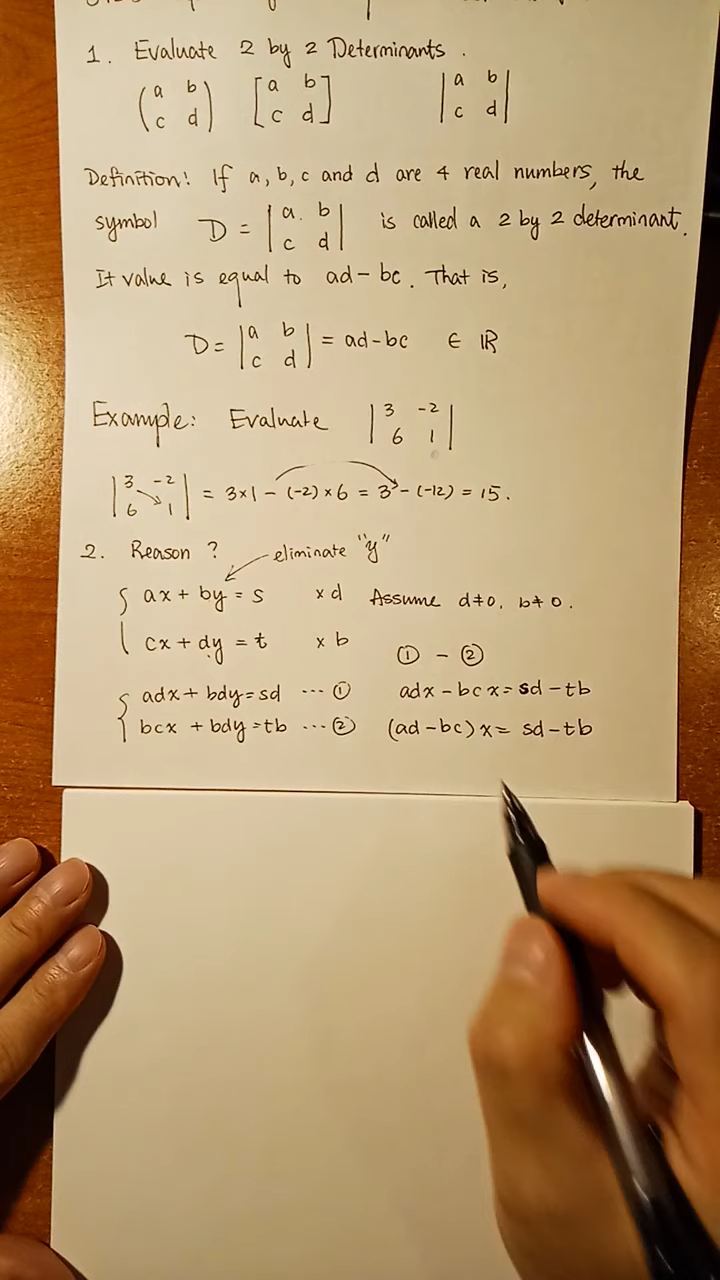 1. Evaluate 2 by 2 Determinants.
(a b c d) [a b c d] |a b c d|
Definition: If a, b, c and d are 4 real numbers, the
symbol D = |a b c d| is called a 2 by 2 determinant.
It value is equal to ad-bc. That is,
D = |a b c d| = ad-bc ∈ ℝ
Example: Evaluate |3 -2 6 1|
|3 -2 6 1| = 3×1 - (-2)×6 = 3 - (-12) = 15.
2. Reason? eliminate "y"
{ ax + by = s ×d Assume d≠0, b≠0.
cx + dy = t ×b
① - ②
{ adx + bdy = sd ... ① adx - bcx = sd - tb
bcx + bdy = tb ... ② (ad - bc)x = sd - tb